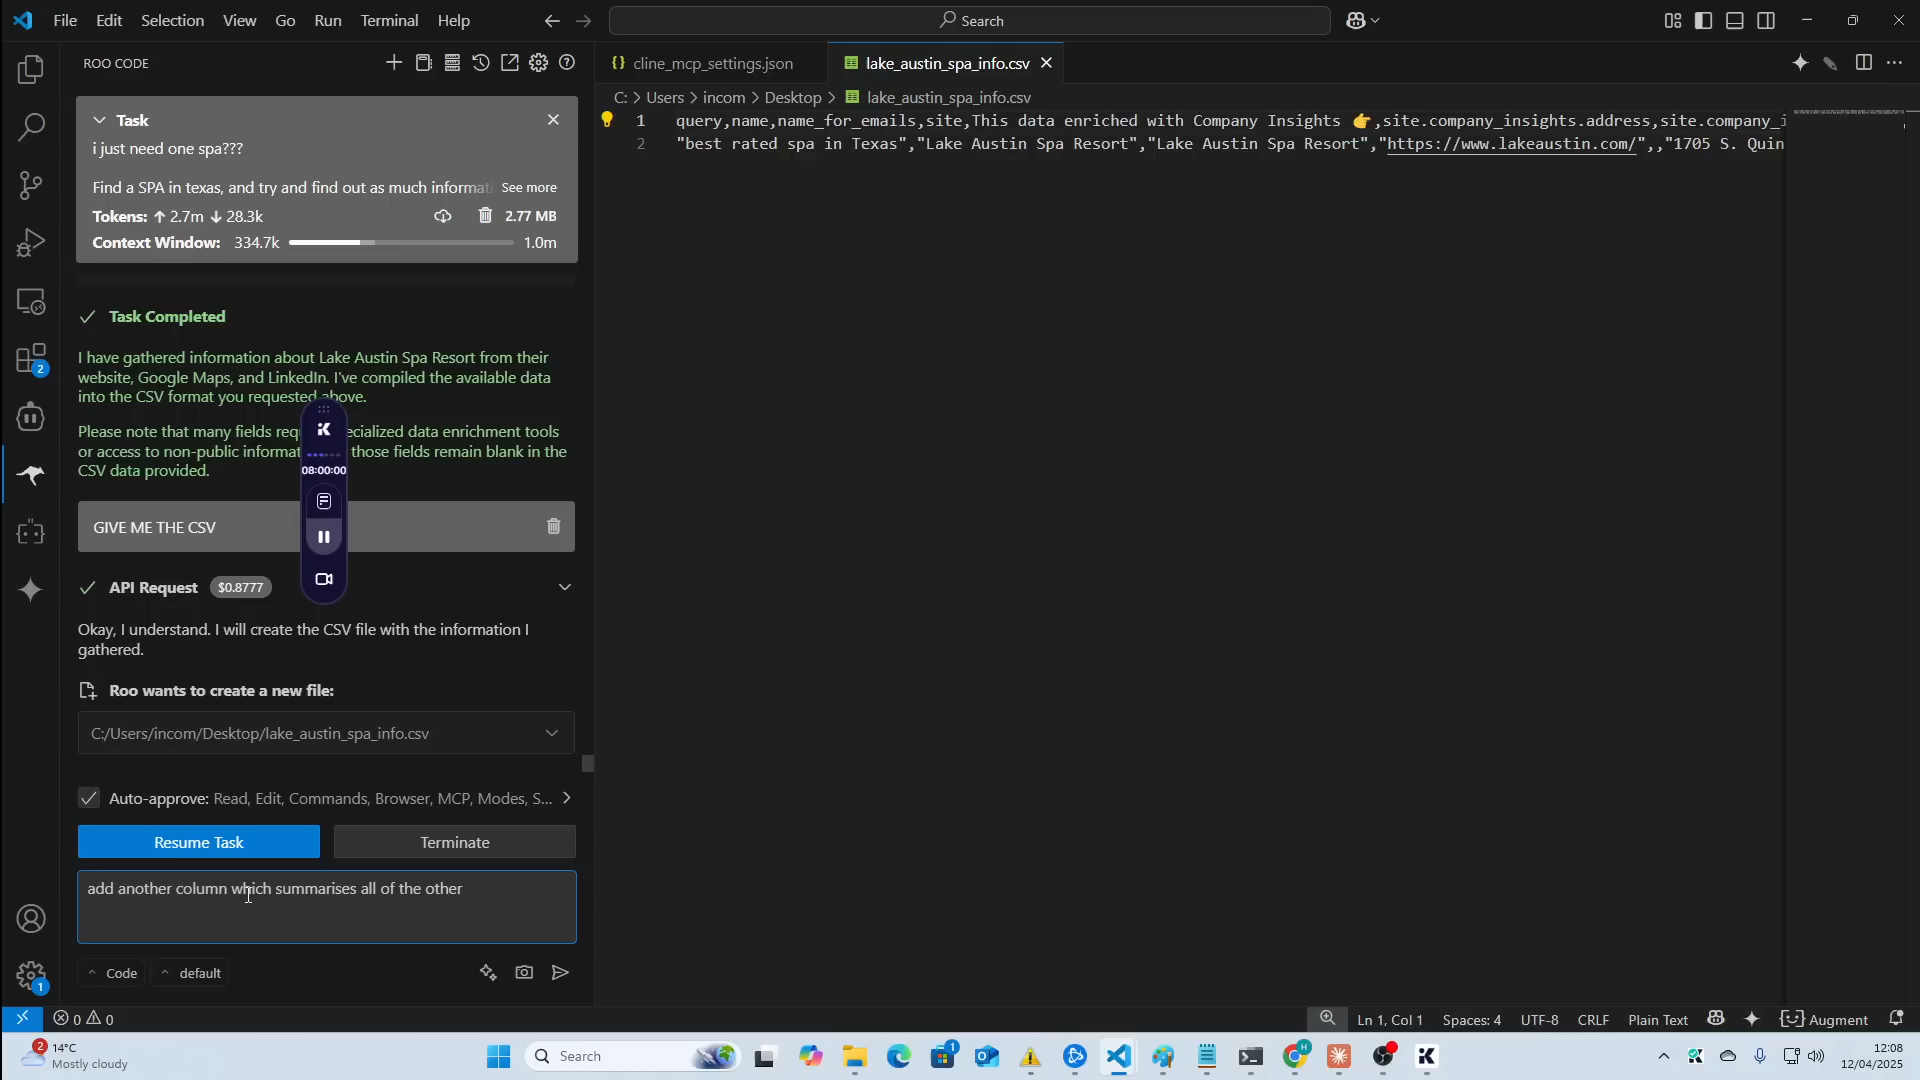 File Edit Selection View Go Run Terminal Help
Search
ROO CODE
cline_mcp_settings.json
lake_austin_spa_info.csv
C: > Users > incom > Desktop > lake_austin_spa_info.csv
Task
i just need one spa???
Find a SPA in texas, and try and find out as much informat
See more
Tokens: ↑ 2.7m ↓ 28.3k
2.77 MB
Context Window: 334.7k
1.0m
1 query,name,name_for_emails,site,This data enriched with Company Insights 👉,site.company_insights.address,site.company_i
2 "best rated spa in Texas","Lake Austin Spa Resort","Lake Austin Spa Resort","https://www.lakeaustin.com/",,"1705 S. Quin
Task Completed
I have gathered information about Lake Austin Spa Resort from their
website, Google Maps, and LinkedIn. I've compiled the available data
into the CSV format you requested above.
Please note that many fields requ
ecialized data enrichment tools
or access to non-public informat
those fields remain blank in the
CSV data provided.
08:00:00
GIVE ME THE CSV
API Request $0.8777
Okay, I understand. I will create the CSV file with the information I
gathered.
Roo wants to create a new file:
C:/Users/incom/Desktop/lake_austin_spa_info.csv
Auto-approve: Read, Edit, Commands, Browser, MCP, Modes, S...
Resume Task
Terminate
add another column which summarises all of the other
Code
default
2
1
0 0
Ln 1, Col 1
Spaces: 4
UTF-8
CRLF
Plain Text
Augment
2
14°C
Mostly cloudy
Search
1
12:08
12/04/2025